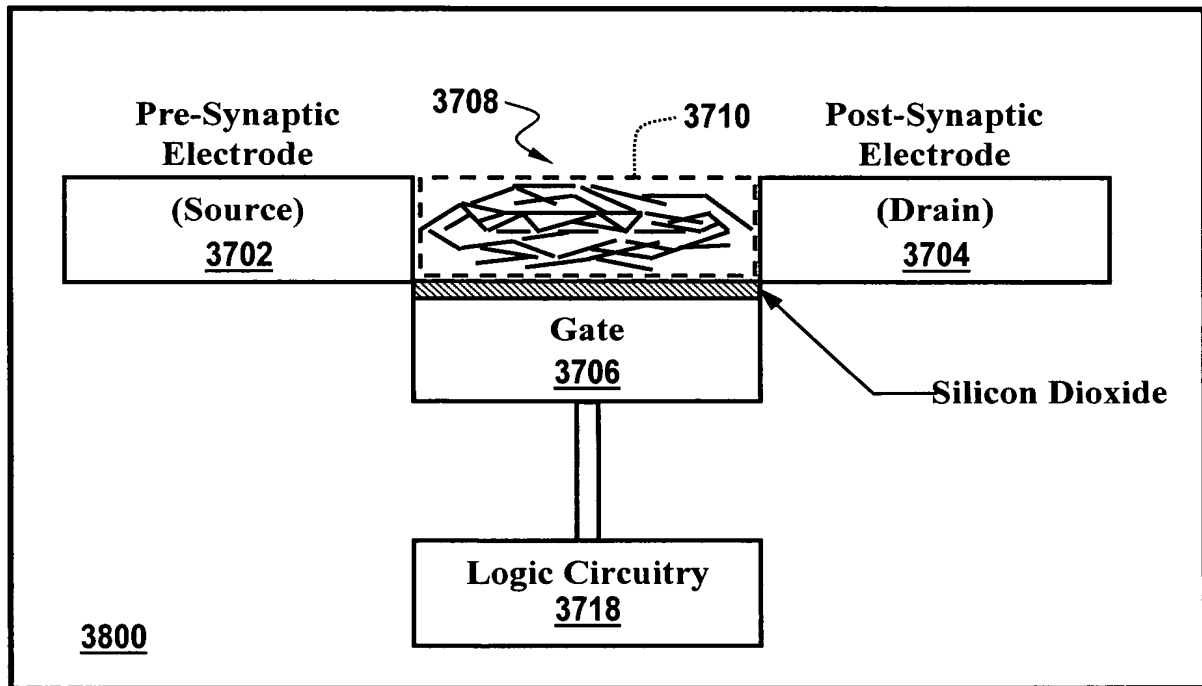 3708
3710
Pre-Synaptic
Electrode
Post-Synaptic
Electrode
(Source)
3702
(Drain)
3704
Gate
3706
Silicon Dioxide
Logic Circuitry
3718
3800